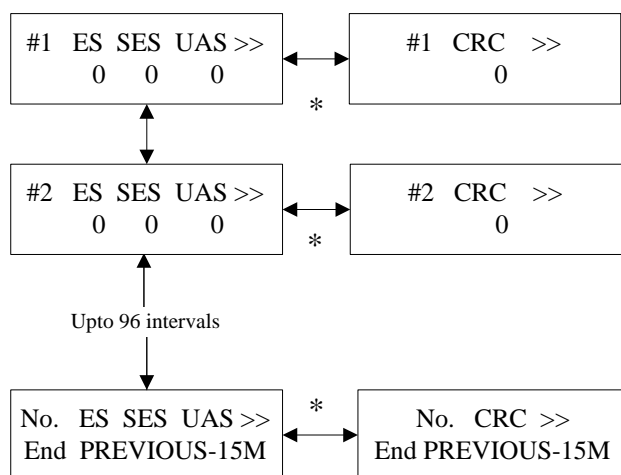 #1 ES SES UAS >>
0 0 0
*
#1 CRC >>
0
#2 ES SES UAS >>
0 0 0
*
#2 CRC >>
0
Upto 96 intervals
No. ES SES UAS >>
End PREVIOUS-15M
*
No. CRC >>
End PREVIOUS-15M